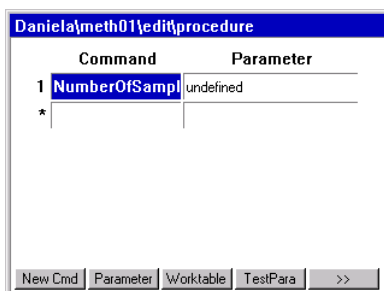 Daniela\meth01\edit\procedure
Command Parameter
1 NumberOfSampl undefined
*
New Cmd Parameter Worktable TestPara >>